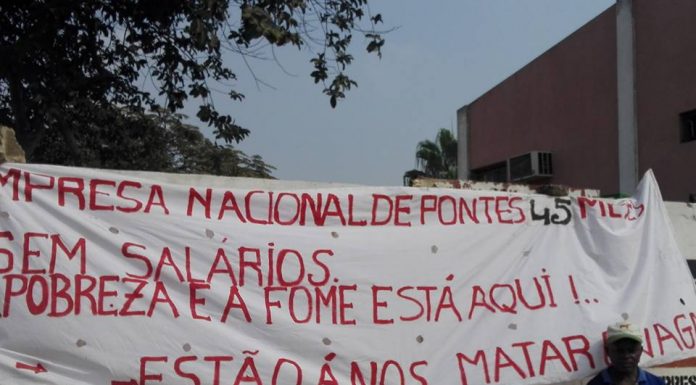 MPRESA NACIONAL DE PONTES 45 MESES
SEM SALÁRIOS.
POBREZA E A FOME ESTÁ AQUI !..
→ ESTÃO Á NOS MATAR